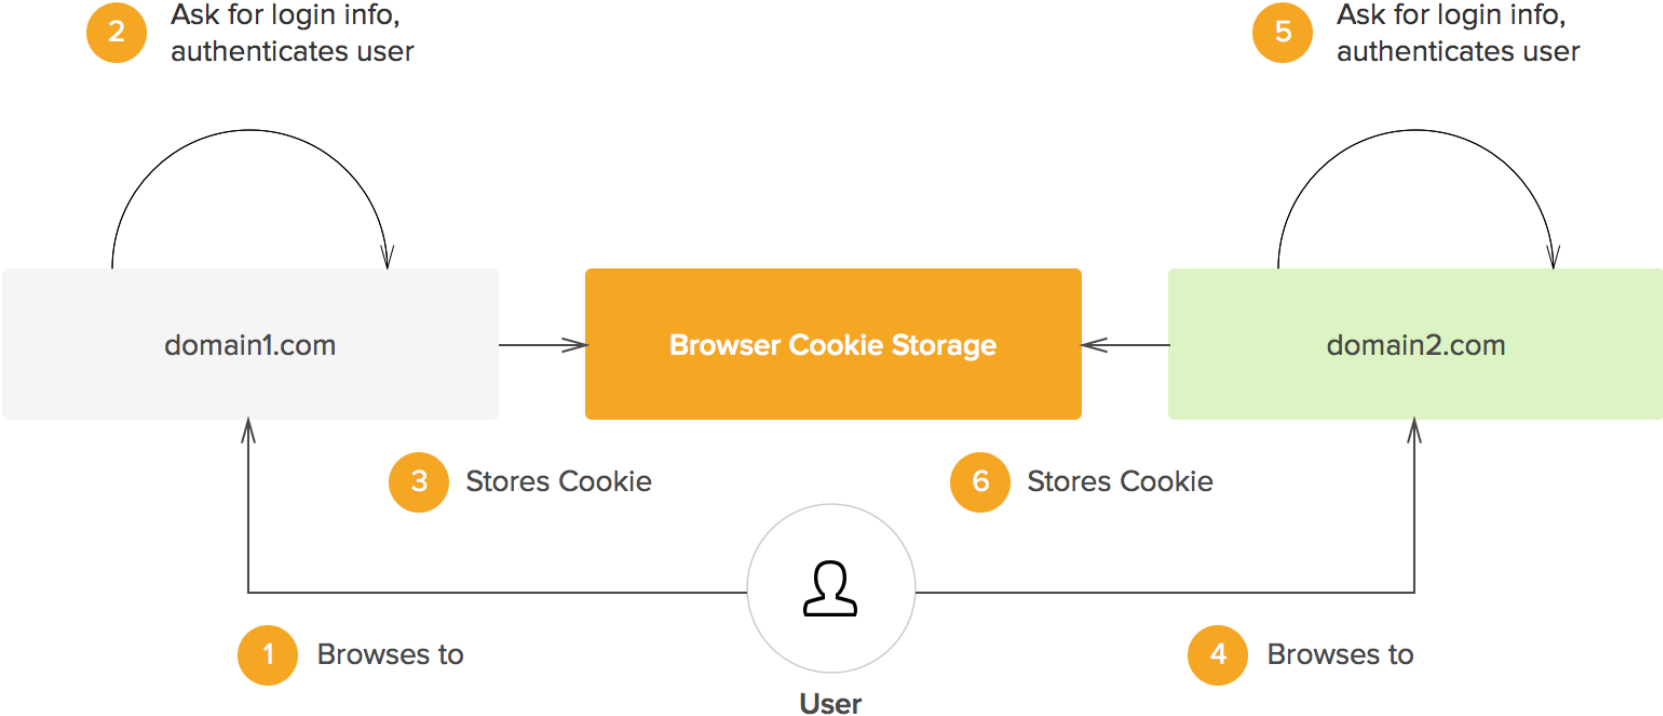 2
Ask for login info,
authenticates user
5
Ask for login info,
authenticates user
domain1.com
Browser Cookie Storage
domain2.com
3 Stores Cookie
6 Stores Cookie
1 Browses to
4 Browses to
User